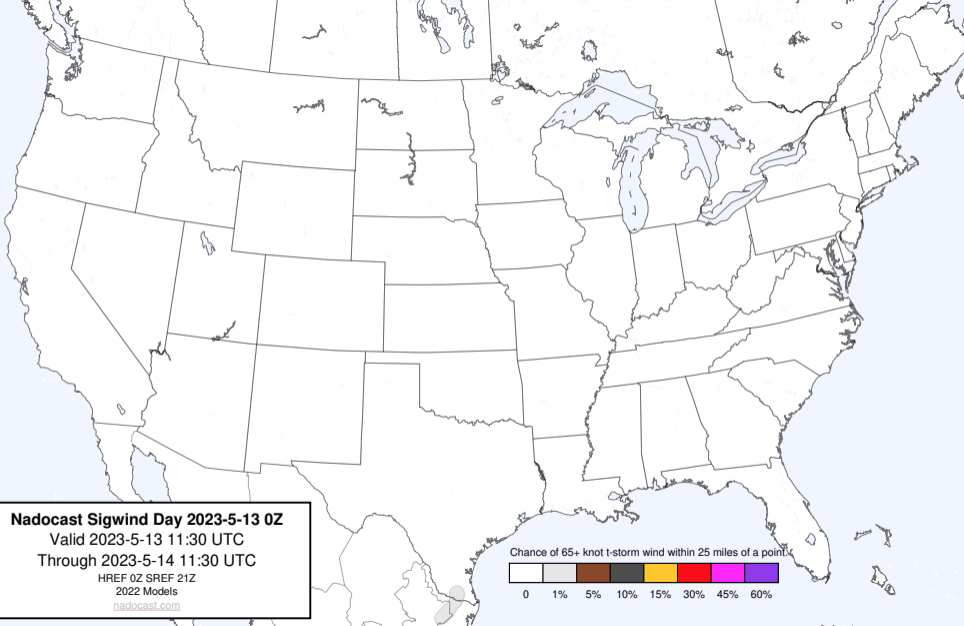 Nadocast Sigwind Day 2023-5-13 0Z
Valid 2023-5-13 11:30 UTC
Through 2023-5-14 11:30 UTC
HREF 0Z SREF 21Z
2022 Models
nadocast.com
Chance of 65+ knot t-storm wind within 25 miles of a point.
0 1% 5% 10% 15% 30% 45% 60%